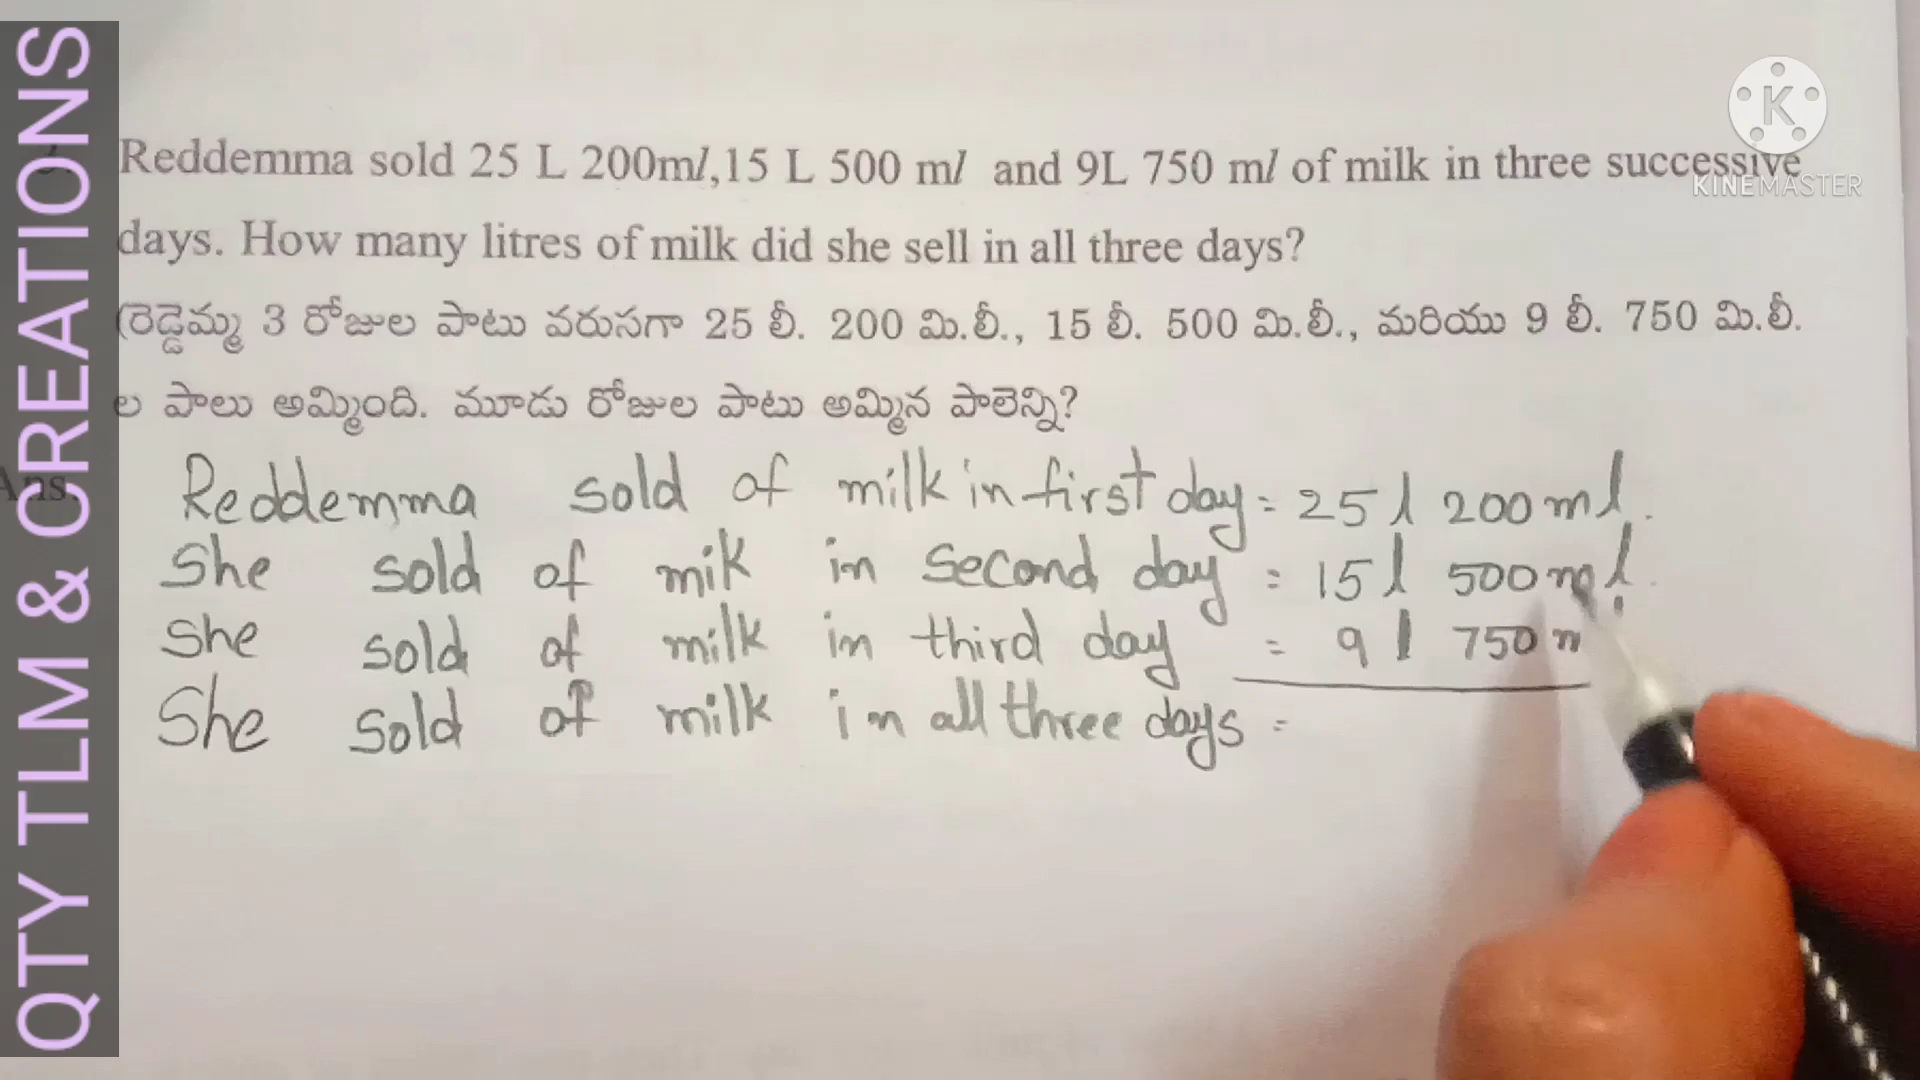 QTY TLM & CREATIONS
K
KINEMASTER
Reddemma sold 25 L 200ml,15 L 500 ml and 9L 750 ml of milk in three successive
days. How many litres of milk did she sell in all three days?
(రెడ్డెమ్మ 3 రోజుల పాటు వరుసగా 25 లీ. 200 మి.లీ., 15 లీ. 500 మి.లీ., మరియు 9 లీ. 750 మి.లీ.
ల పాలు అమ్మింది. మూడు రోజుల పాటు అమ్మిన పాలెన్ని?
Ans.
Reddemma sold of milk in first day = 25 l 200 ml.
She sold of mik in second day = 15 l 500 ml.
She sold of milk in third day = 9 l 750 m
She sold of milk in all three days =